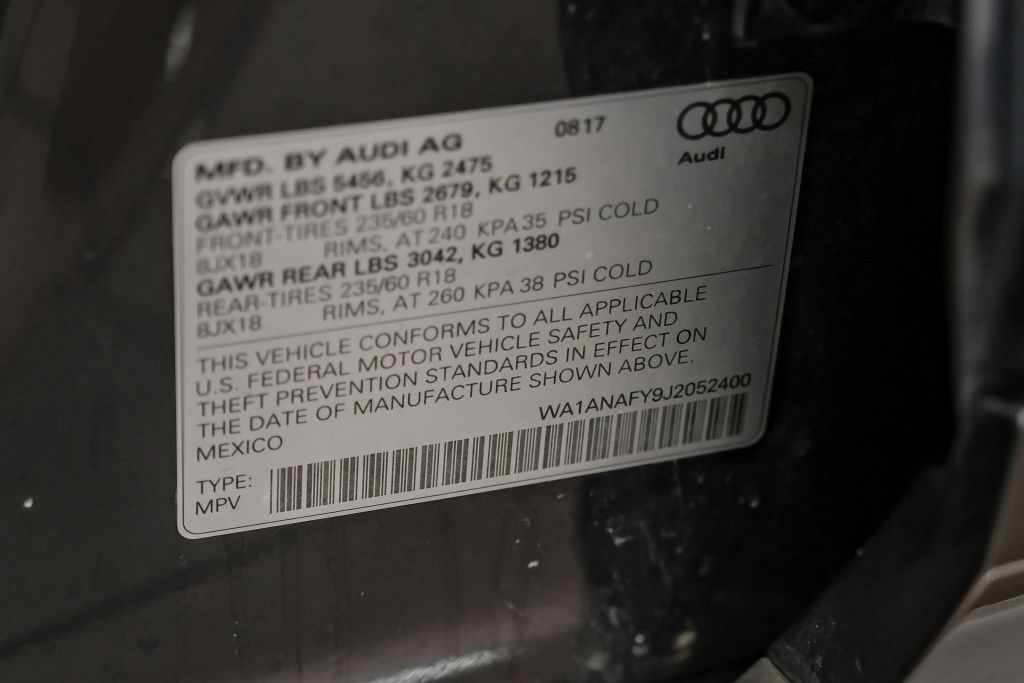 0817
Audi
MFD. BY AUDI AG
GVWR LBS 5456, KG 2475
GAWR FRONT LBS 2679, KG 1215
FRONT-TIRES 235/60 R18
8JX18 RIMS, AT 240 KPA 35 PSI COLD
GAWR REAR LBS 3042, KG 1380
REAR-TIRES 235/60 R18
8JX18 RIMS, AT 260 KPA 38 PSI COLD
THIS VEHICLE CONFORMS TO ALL APPLICABLE
U.S. FEDERAL MOTOR VEHICLE SAFETY AND
THEFT PREVENTION STANDARDS IN EFFECT ON
THE DATE OF MANUFACTURE SHOWN ABOVE.
MEXICO
WA1ANAFY9J2052400
TYPE:
MPV